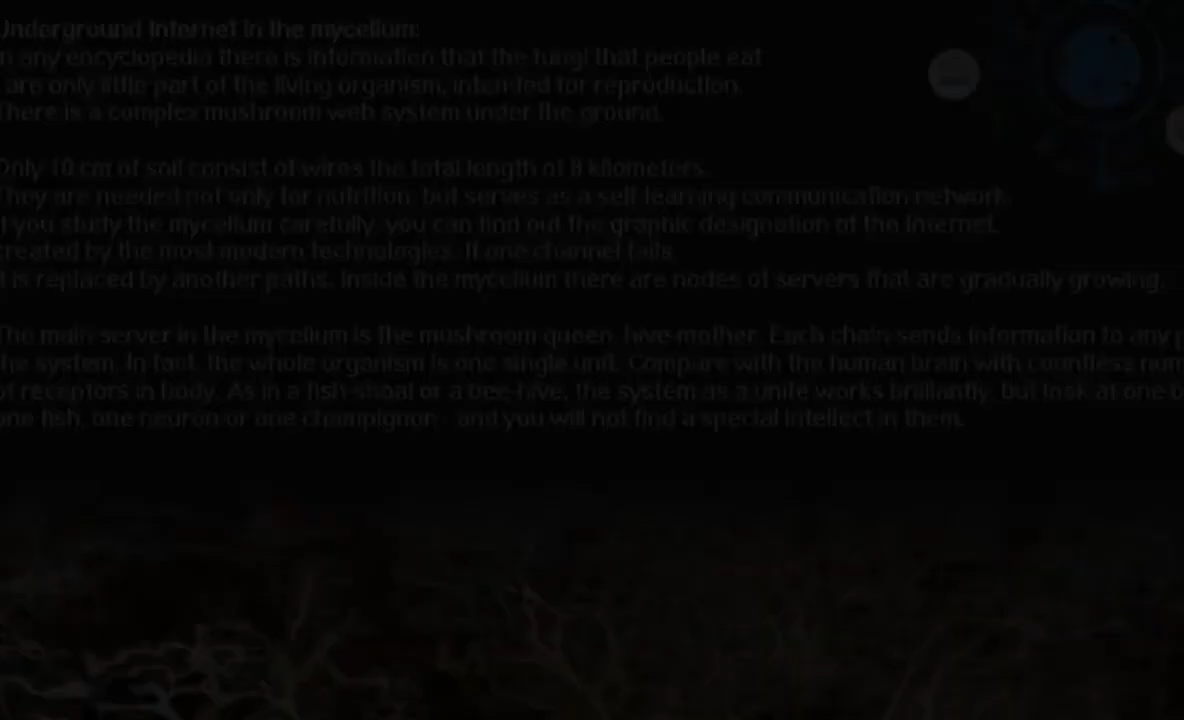 Underground Internet in the mycelium:
In any encyclopedia there is information that the fungi that people eat
are only little part of the living organism, intended for reproduction.
There is a complex mushroom web system under the ground.
Only 10 cm of soil consist of wires the total length of 8 kilometers.
They are needed not only for nutrition, but serves as a self-learning communication network.
If you study the mycelium carefully, you can find out the graphic designation of the Internet,
created by the most modern technologies. If one channel fails
it is replaced by another paths. Inside the mycelium there are nodes of servers that are gradually growing.
The main server in the mycelium is the mushroom queen, hive-mother. Each chain sends information to any
the system. In fact, the whole organism is one single unit. Compare with the human brain with countless
of receptors in body. As in a fish-shoal or a bee-hive, the system as a unite works brilliantly, but look at one
one fish, one neuron or one champignon - and you will not find a special intellect in them.